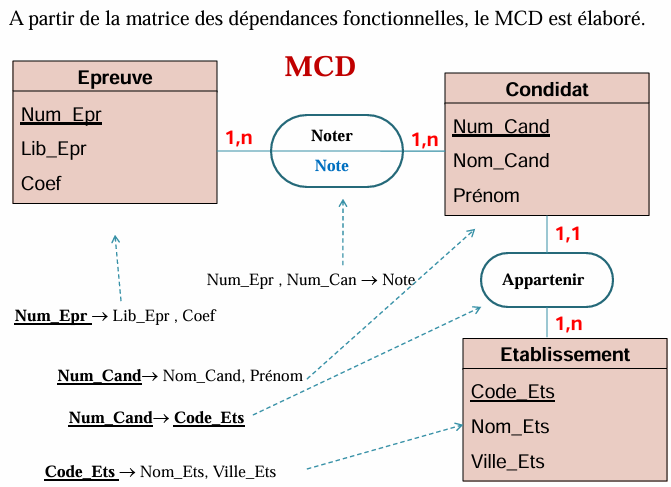 A partir de la matrice des dépendances fonctionnelles, le MCD est élaboré.
MCD
Epreuve
Num_Epr
Lib_Epr
Coef
1,n
Noter
Note
1,n
Condidat
Num_Cand
Nom_Cand
Prénom
1,1
Appartenir
1,n
Etablissement
Code_Ets
Nom_Ets
Ville_Ets
Num_Epr , Num_Can → Note
Num_Epr → Lib_Epr , Coef
Num_Cand→ Nom_Cand, Prénom
Num_Cand→ Code_Ets
Code_Ets → Nom_Ets, Ville_Ets